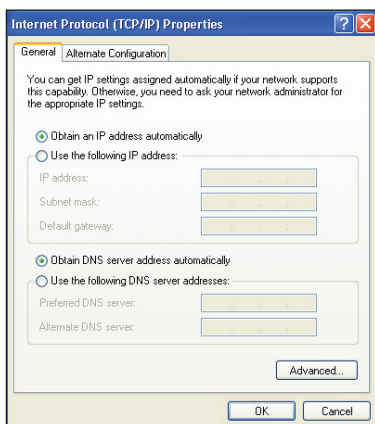 Internet Protocol (TCP/IP) Properties
General Alternate Configuration
You can get IP settings assigned automatically if your network supports
this capability. Otherwise, you need to ask your network administrator for
the appropriate IP settings.
Obtain an IP address automatically
Use the following IP address:
IP address:
Subnet mask:
Default gateway:
Obtain DNS server address automatically
Use the following DNS server addresses:
Preferred DNS server:
Alternate DNS server:
Advanced...
OK Cancel